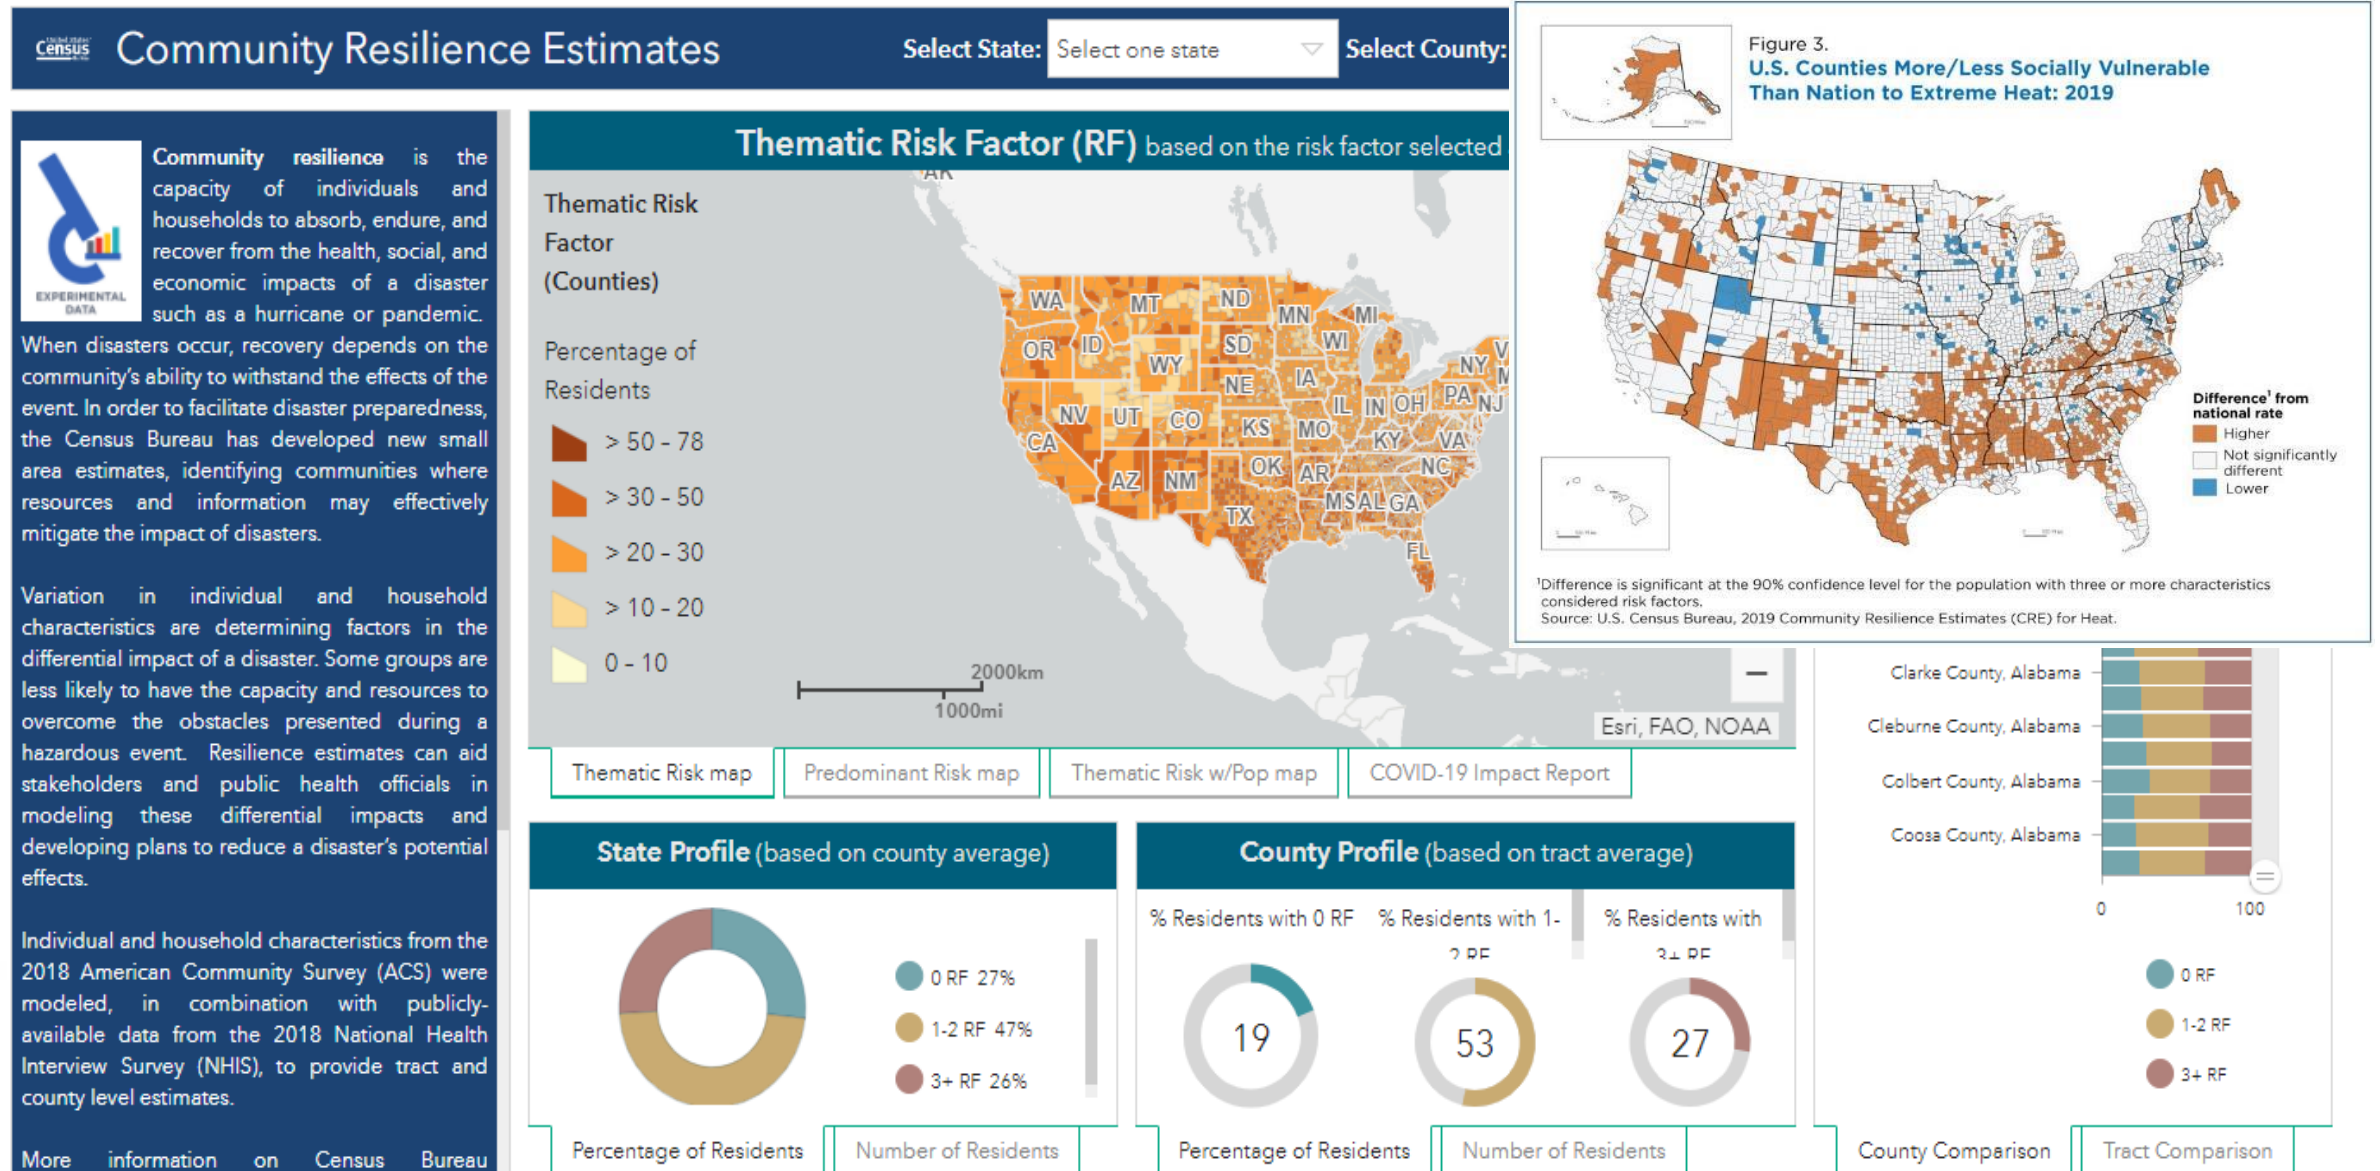 United States
Census
Bureau
Community Resilience Estimates
Select State:
Select one state
Select County:
EXPERIMENTAL
DATA
Community resilience is the
capacity of individuals and
households to absorb, endure, and
recover from the health, social, and
economic impacts of a disaster
such as a hurricane or pandemic.
When disasters occur, recovery depends on the
community's ability to withstand the effects of the
event. In order to facilitate disaster preparedness,
the Census Bureau has developed new small
area estimates, identifying communities where
resources and information may effectively
mitigate the impact of disasters.
Variation in individual and household
characteristics are determining factors in the
differential impact of a disaster. Some groups are
less likely to have the capacity and resources to
overcome the obstacles presented during a
hazardous event. Resilience estimates can aid
stakeholders and public health officials in
modeling these differential impacts and
developing plans to reduce a disaster's potential
effects.
Individual and household characteristics from the
2018 American Community Survey (ACS) were
modeled, in combination with publicly-
available data from the 2018 National Health
Interview Survey (NHIS), to provide tract and
county level estimates.
More information on Census Bureau
Thematic Risk Factor (RF) based on the risk factor selected
Thematic Risk
Factor
(Counties)
Percentage of
Residents
> 50 - 78
> 30 - 50
> 20 - 30
> 10 - 20
0 - 10
AK
WA
MT
ND
MN
MI
OR
ID
SD
WI
WY
NY
V
NE
IA
M
NV
UT
CO
IL
IN
OH
PA
NJ
CA
KS
MO
KY
VA
AZ
NM
OK
AR
NC
TX
MS
AL
GA
FL
2000km
1000mi
Esri, FAO, NOAA
Thematic Risk map
Predominant Risk map
Thematic Risk w/Pop map
COVID-19 Impact Report
State Profile (based on county average)
0 RF 27%
1-2 RF 47%
3+ RF 26%
Percentage of Residents
Number of Residents
County Profile (based on tract average)
% Residents with 0 RF
% Residents with 1-
2 RF
% Residents with
3+ RF
19
53
27
Percentage of Residents
Number of Residents
Figure 3.
U.S. Counties More/Less Socially Vulnerable
Than Nation to Extreme Heat: 2019
Difference¹ from
national rate
Higher
Not significantly
different
Lower
¹Difference is significant at the 90% confidence level for the population with three or more characteristics
considered risk factors.
Source: U.S. Census Bureau, 2019 Community Resilience Estimates (CRE) for Heat.
Clarke County, Alabama
Cleburne County, Alabama
Colbert County, Alabama
Coosa County, Alabama
0
100
0 RF
1-2 RF
3+ RF
County Comparison
Tract Comparison